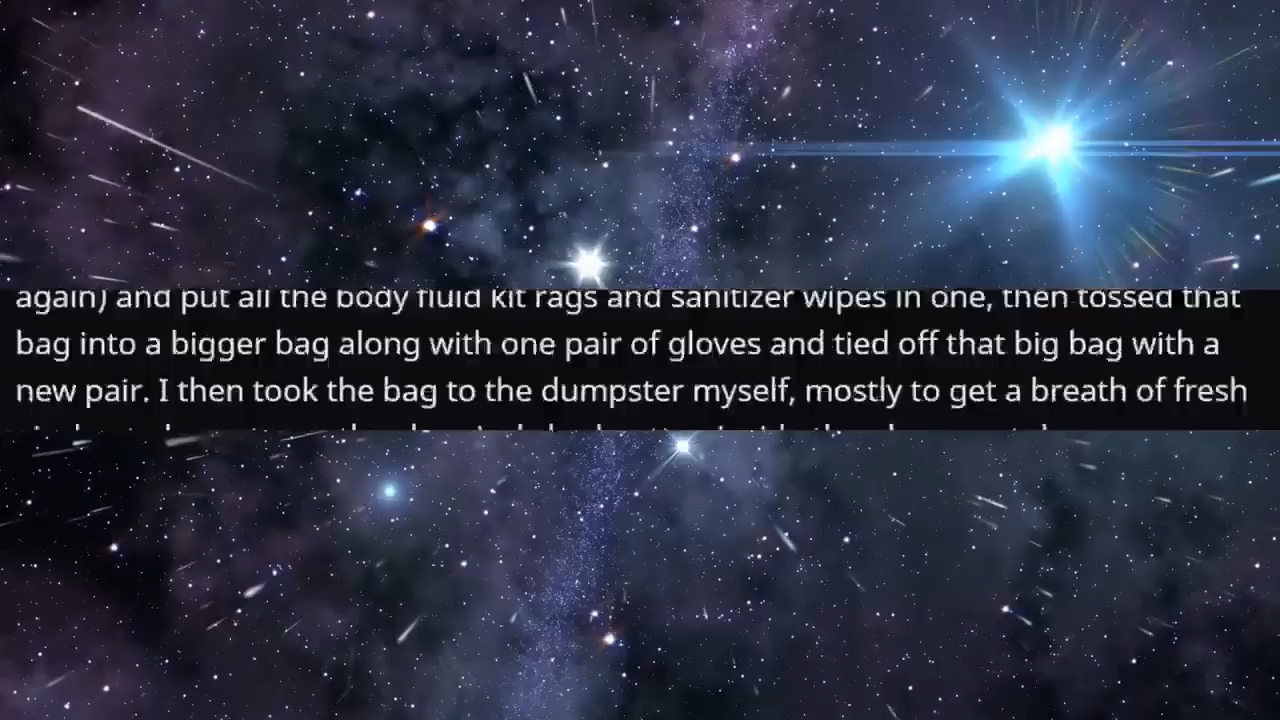 again) and put all the body fluid kit rags and sanitizer wipes in one, then tossed that
bag into a bigger bag along with one pair of gloves and tied off that big bag with a
new pair. I then took the bag to the dumpster myself, mostly to get a breath of fresh